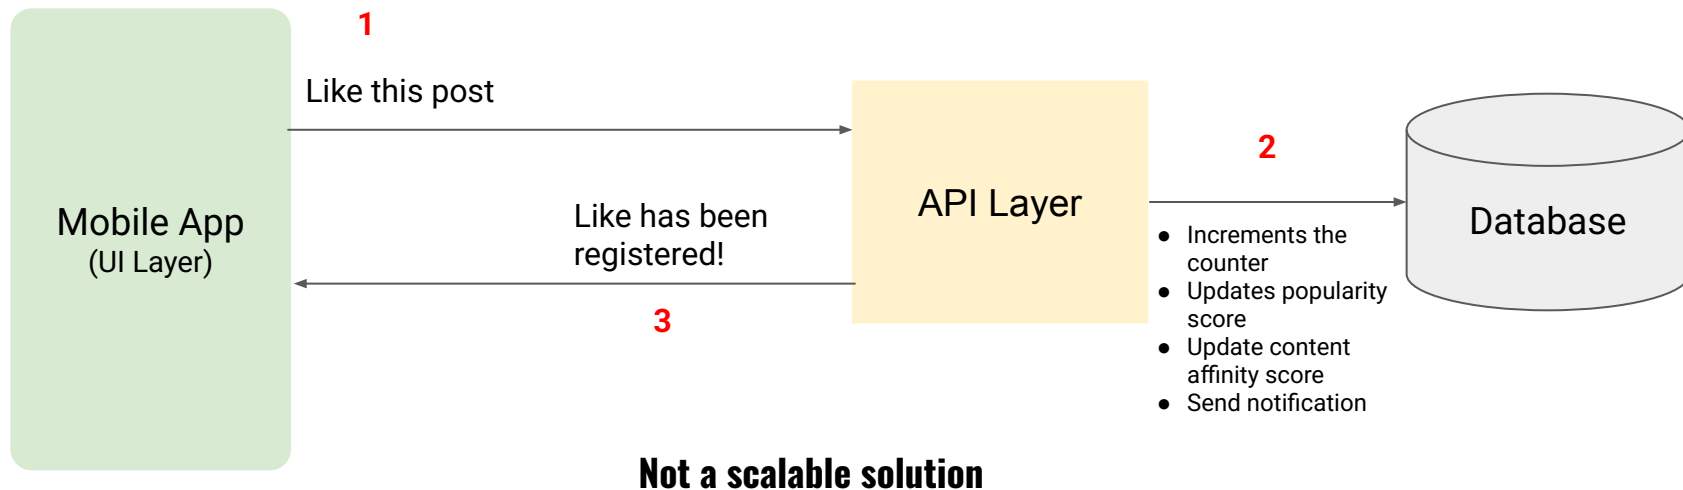 1
Like this post
Mobile App
(UI Layer)
Like has been
registered!
3
API Layer
2
● Increments the
counter
● Updates popularity
score
● Update content
affinity score
● Send notification
Database
Not a scalable solution